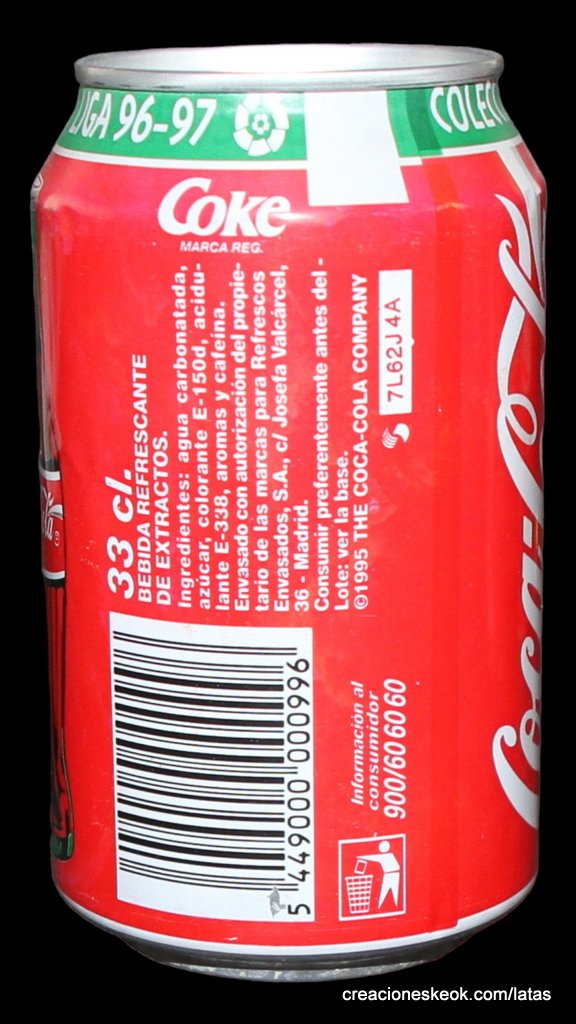 LIGA 96-97
COLEC
Coke
MARCA REG.
33 cl.
BEBIDA REFRESCANTE
DE EXTRACTOS.
Ingredientes: agua carbonatada,
azúcar, colorante E-150d, acidu-
lante E-338, aromas y cafeína.
Envasado con autorización del propie-
tario de las marcas para Refrescos
Envasados, S.A., c/ Josefa Valcárcel,
36 - Madrid.
Consumir preferentemente antes del -
Lote: ver la base.
©1995 THE COCA-COLA COMPANY
7L62J4A
5 449000 000996
Información al
consumidor
900/60 60 60
Coca-Cola
creacioneskeok.com/latas